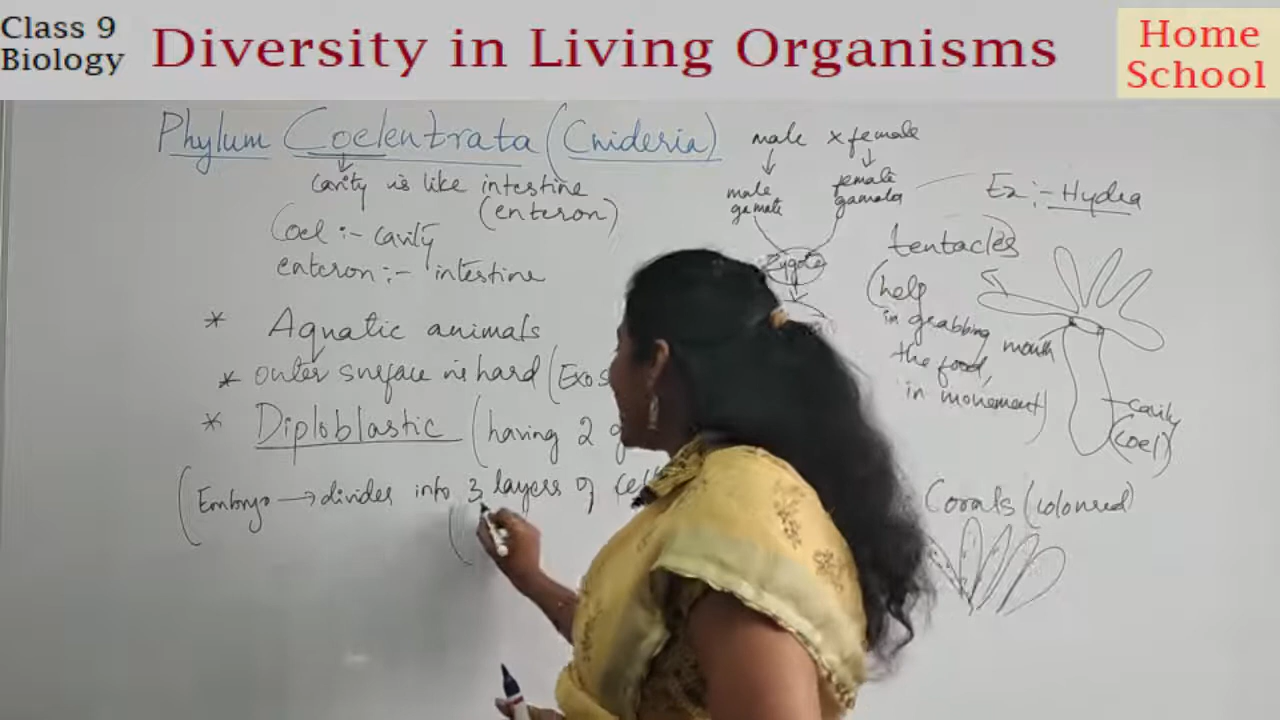 Class 9
Biology
Diversity in Living Organisms
Home
School
Phylum Coelentrata (Cnideria)
cavity is like intestine
(enteron)
Coel :- cavity
enteron :- intestine
* Aquatic animals
* outer surface is hard (Exos
* Diploblastic (having 2 g
(Embryo → divides into 3 layers of cel
(
male x female
male
gamate
female
gamate
Zygote
Ex :- Hydra
tentacles
(help
in grabbing
the food,
in movement)
mouth
cavity
(coel)
Corals (coloured)